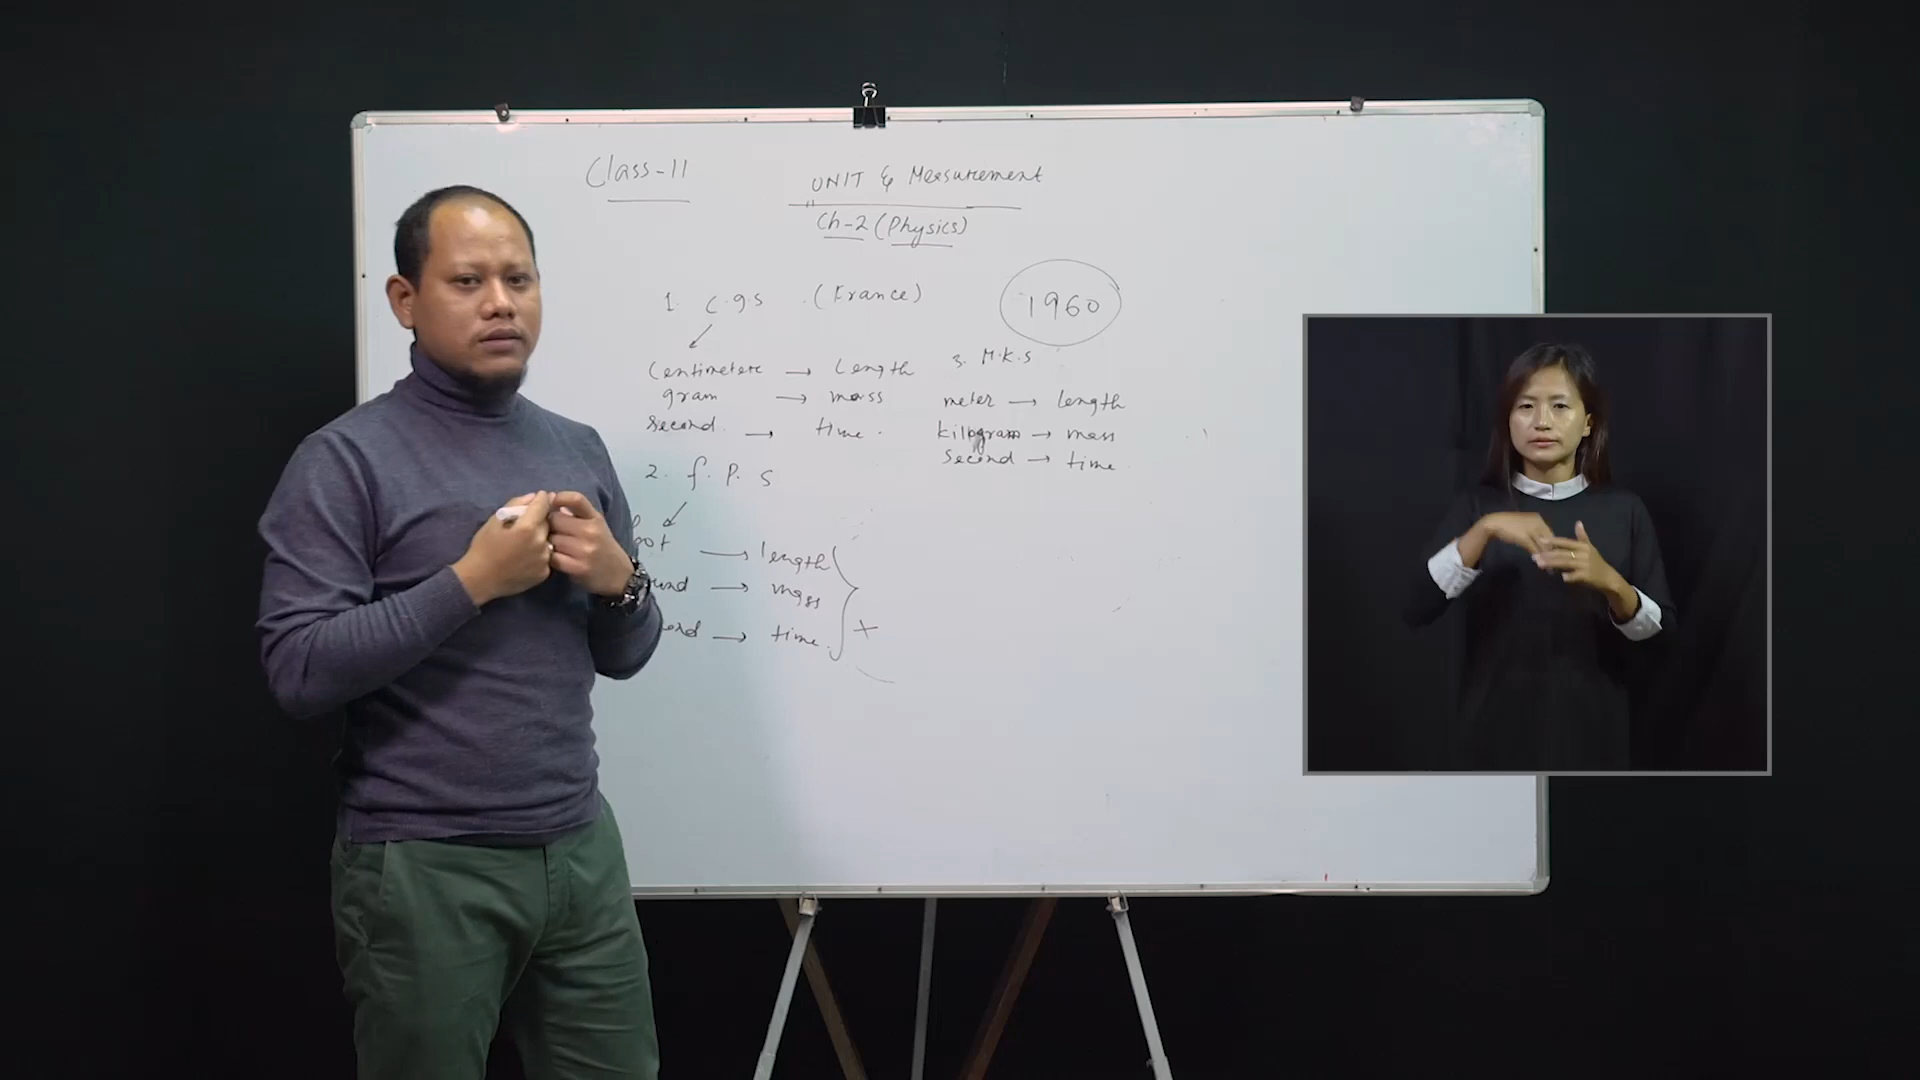 Class-11
UNIT & Measurement
Ch-2 (Physics)
1. C.g.s (France)
1960
Centimetere → Length
gram → mass
second. → time.
3. M.K.S
meter → length
kilogram → mass
Second → time.
2. f. P. S
→ length
→ mass
→ time.